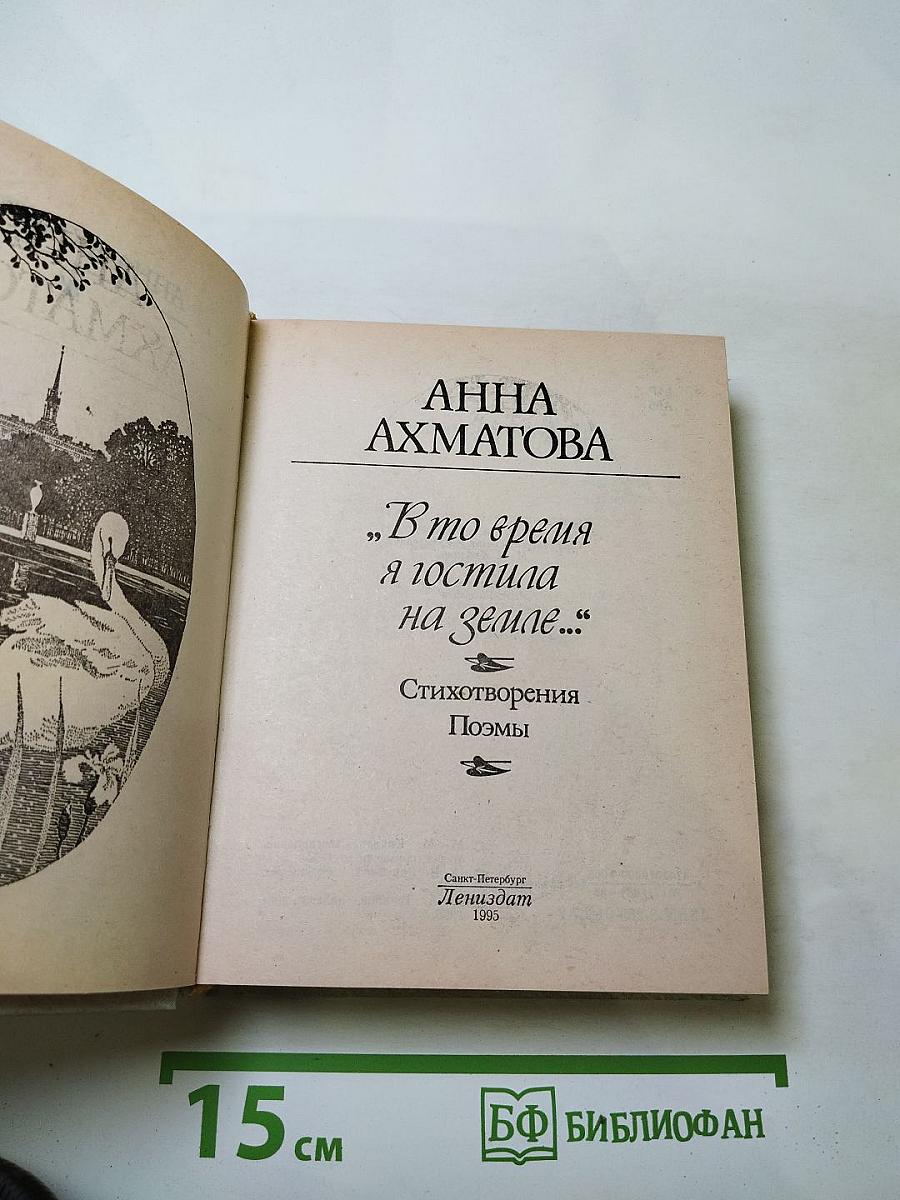 АННА
АХМАТОВА
„В то время
я гостила
на земле...“
Стихотворения
Поэмы
Санкт-Петербург
Лениздат
1995
15 см
БФ БИБЛИОФАН